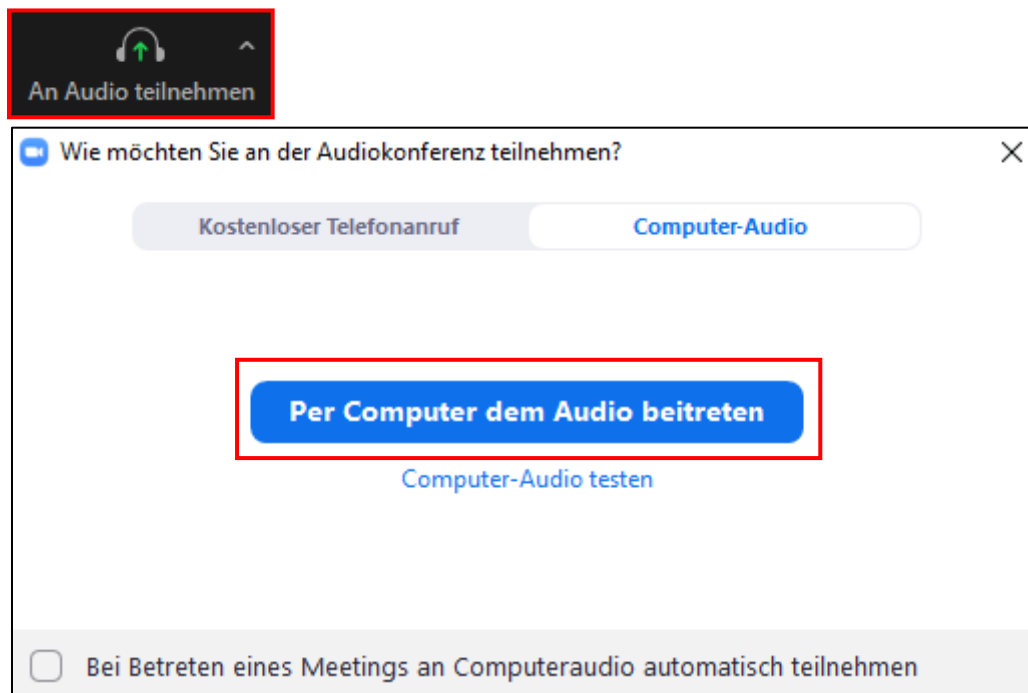 An Audio teilnehmen
Wie möchten Sie an der Audiokonferenz teilnehmen?
Kostenloser Telefonanruf Computer-Audio
Per Computer dem Audio beitreten
Computer-Audio testen
Bei Betreten eines Meetings an Computeraudio automatisch teilnehmen